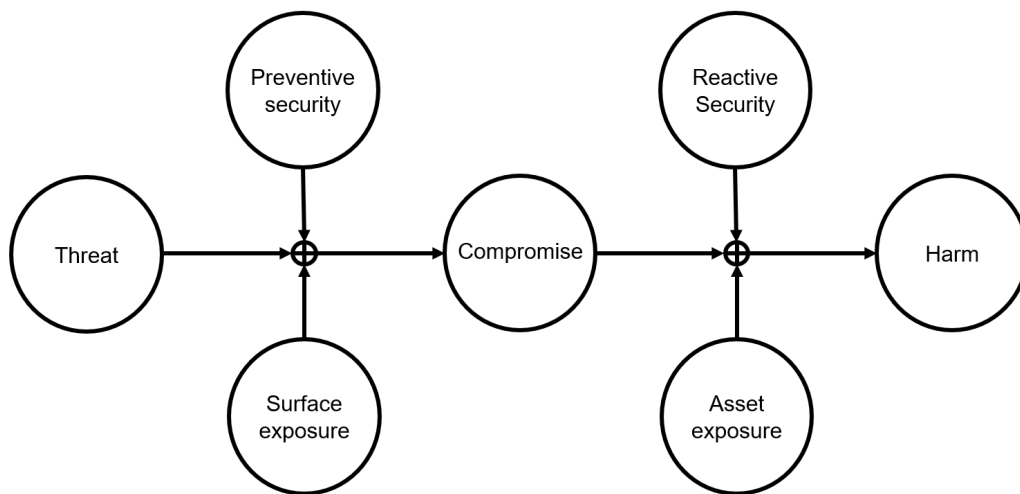 Preventive
security
Reactive
Security
Threat
Compromise
Harm
Surface
exposure
Asset
exposure